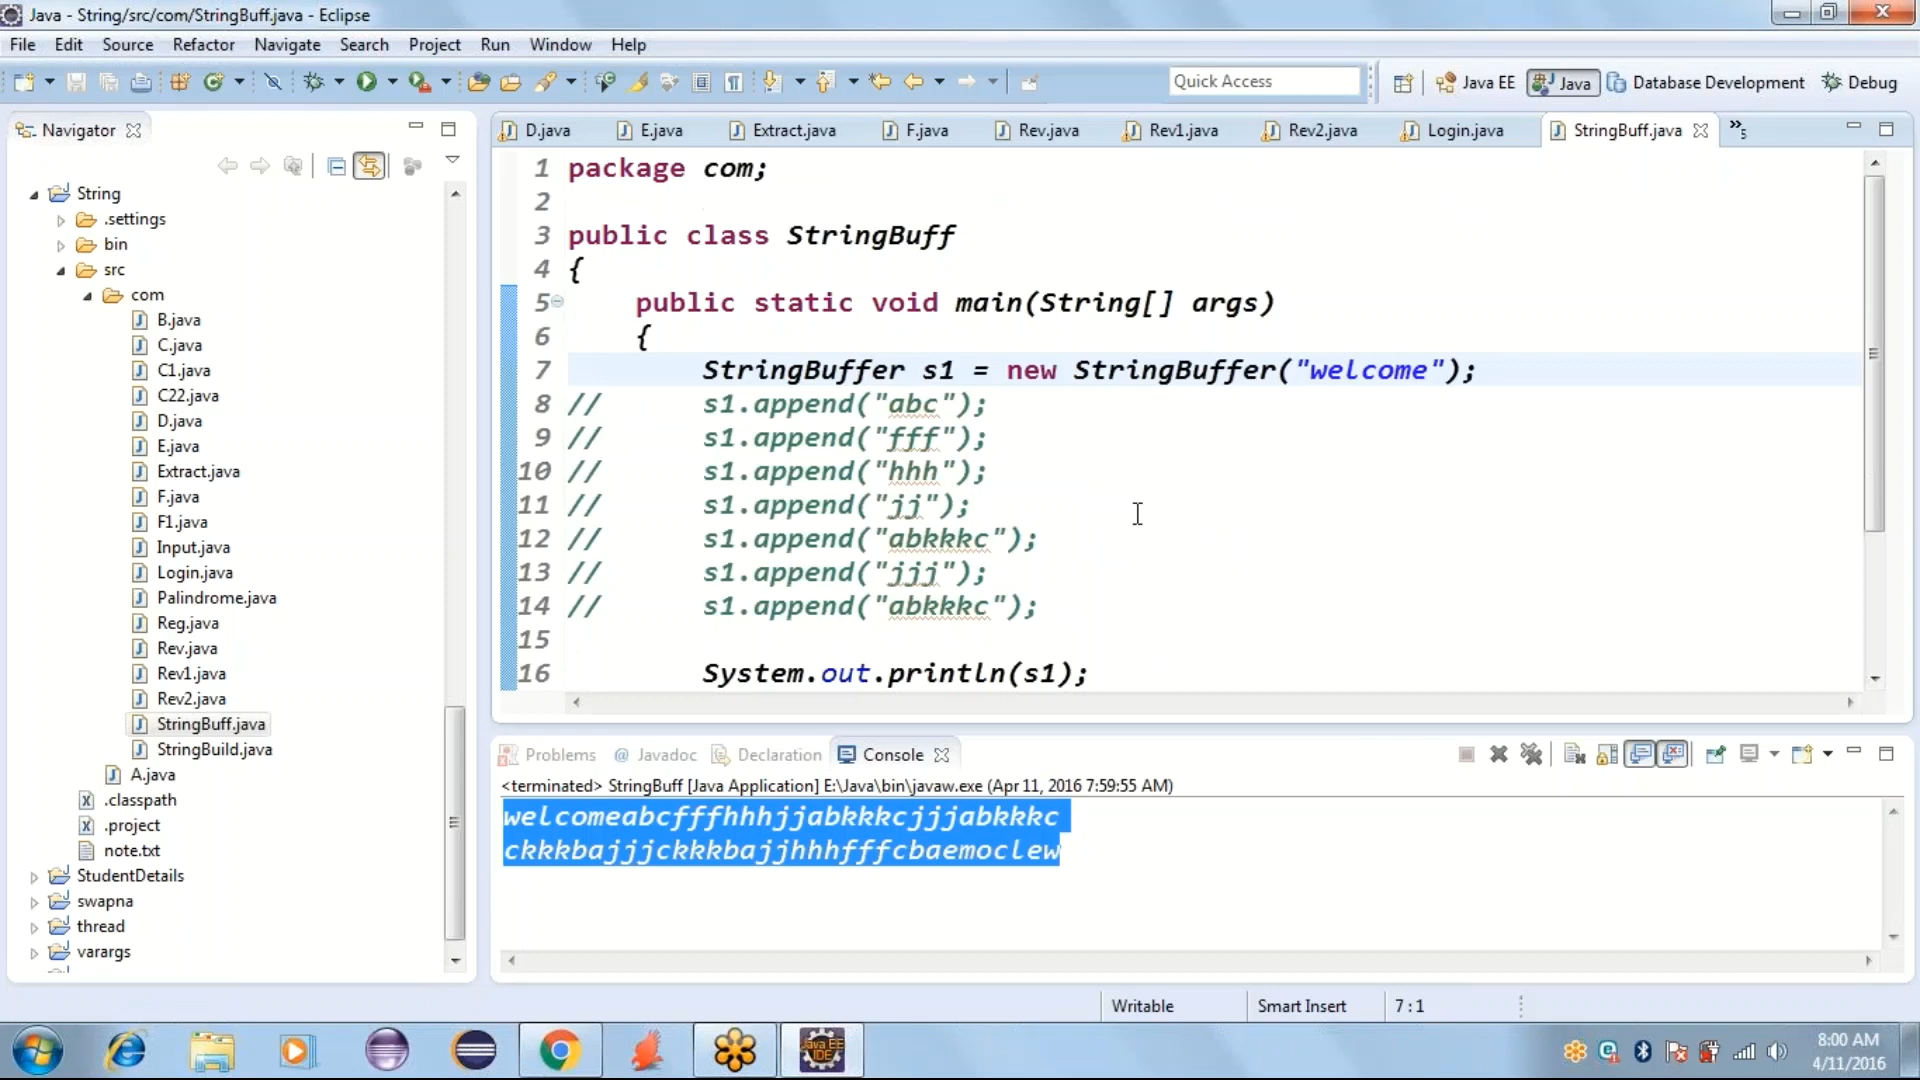 Java - String/src/com/StringBuff.java - Eclipse
File Edit Source Refactor Navigate Search Project Run Window Help
Quick Access Java EE Java Database Development Debug
Navigator
String
.settings
bin
src
com
B.java
C.java
C1.java
C22.java
D.java
E.java
Extract.java
F.java
F1.java
Input.java
Login.java
Palindrome.java
Reg.java
Rev.java
Rev1.java
Rev2.java
StringBuff.java
StringBuild.java
A.java
.classpath
.project
note.txt
StudentDetails
swapna
thread
varargs
D.java E.java Extract.java F.java Rev.java Rev1.java Rev2.java Login.java StringBuff.java »5
1 package com;
2
3 public class StringBuff
4 {
5 public static void main(String[] args)
6 {
7 StringBuffer s1 = new StringBuffer("welcome");
8 // s1.append("abc");
9 // s1.append("fff");
10 // s1.append("hhh");
11 // s1.append("jj");
12 // s1.append("abkkkc");
13 // s1.append("jjj");
14 // s1.append("abkkkc");
15
16 System.out.println(s1);
Problems @ Javadoc Declaration Console
<terminated> StringBuff [Java Application] E:\Java\bin\javaw.exe (Apr 11, 2016 7:59:55 AM)
welcomeabcfffhhhjjabkkkcjjjabkkkc
ckkkbajjjckkkbajjhhhfffcbaemoclew
Writable Smart Insert 7 : 1
Java EE
IDE
8:00 AM
4/11/2016